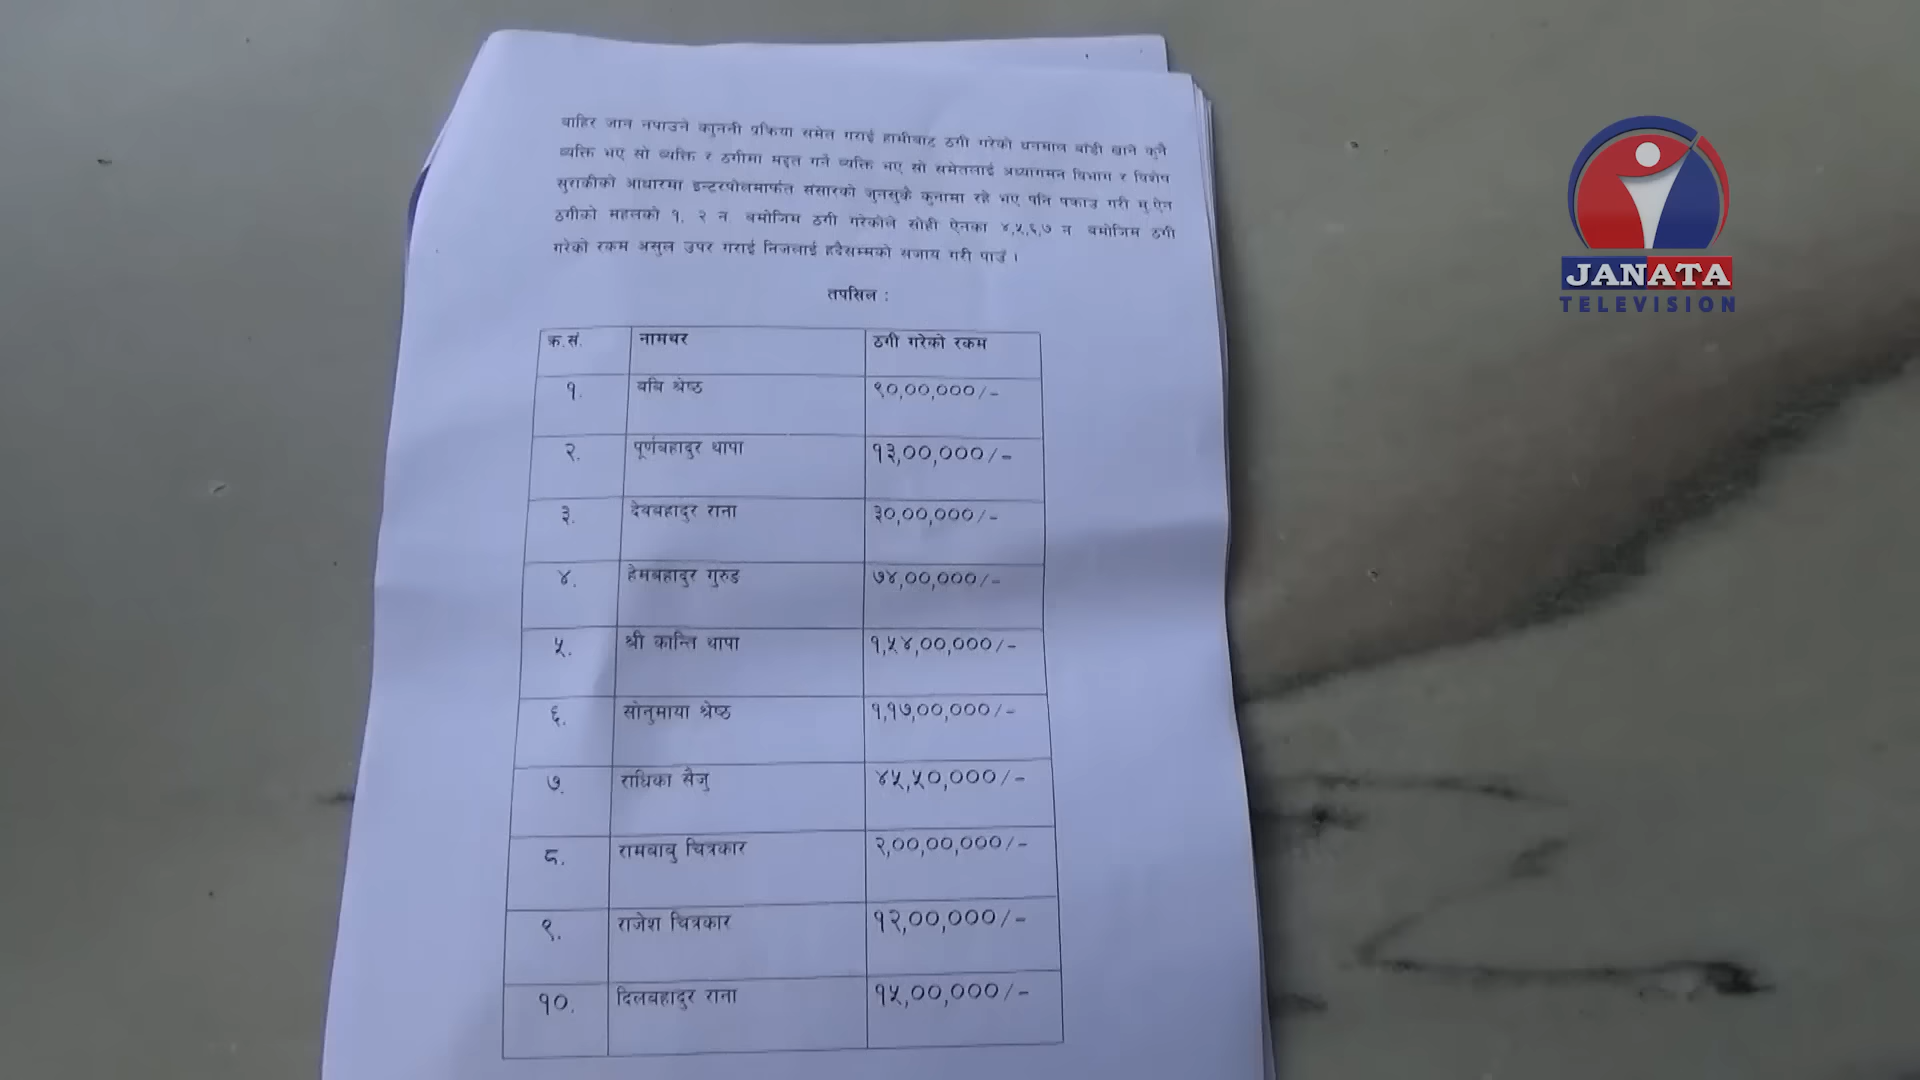 बाहिर जान नपाउने कानुनी प्रक्रिया समेत गराई हामीबाट ठगी गरेको धनमाल बांडी खाने कुनै
व्यक्ति भए सो व्यक्ति र ठगीमा मद्दत गर्ने व्यक्ति भए सो समेतलाई अध्यागमन विभाग र विशेष
सुराकीको आधारमा इन्टरपोलमार्फत संसारको जुनसुकै कुनामा रहे भए पनि पक्राउ गरी मु.ऐन
ठगीको महलको १, २ न बमोजिम ठगी गरेकोले सोही ऐनका ४,५,६,७ न बमोजिम ठगी
गरेको रकम असुल उपर गराई निजलाई हदैसम्मको सजाय गरी पाउँ ।
तपसिल :
क्र.सं. नामथर ठगी गरेको रकम
१. बबि श्रेष्ठ ९०,००,०००/-
२. पूर्णबहादुर थापा १३,००,०००/-
३. देवबहादुर राना ३०,००,०००/-
४. हेमबहादुर गुरुड ७४,००,०००/-
५. श्री कान्ति थापा १,५४,००,०००/-
६. सोनुमाया श्रेष्ठ १,१७,००,०००/-
७. राधिका सैजु ४५,५०,०००/-
८. रामबाबु चित्रकार २,००,००,०००/-
९. राजेश चित्रकार १२,००,०००/-
१०. दिलबहादुर राना १५,००,०००/-
JANATA
TELEVISION